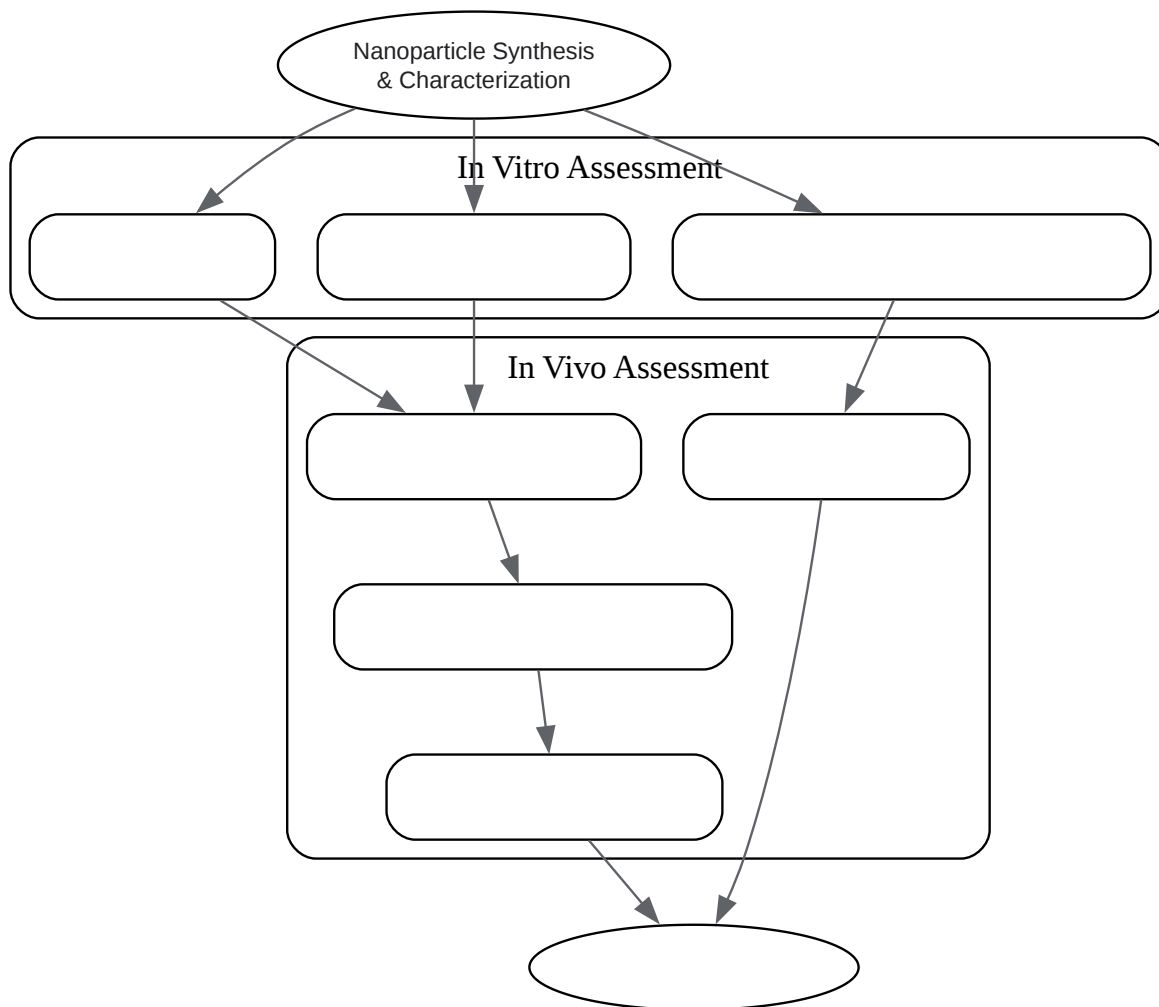 Nanoparticle Synthesis
& Characterization
In Vitro Assessment
In Vivo Assessment